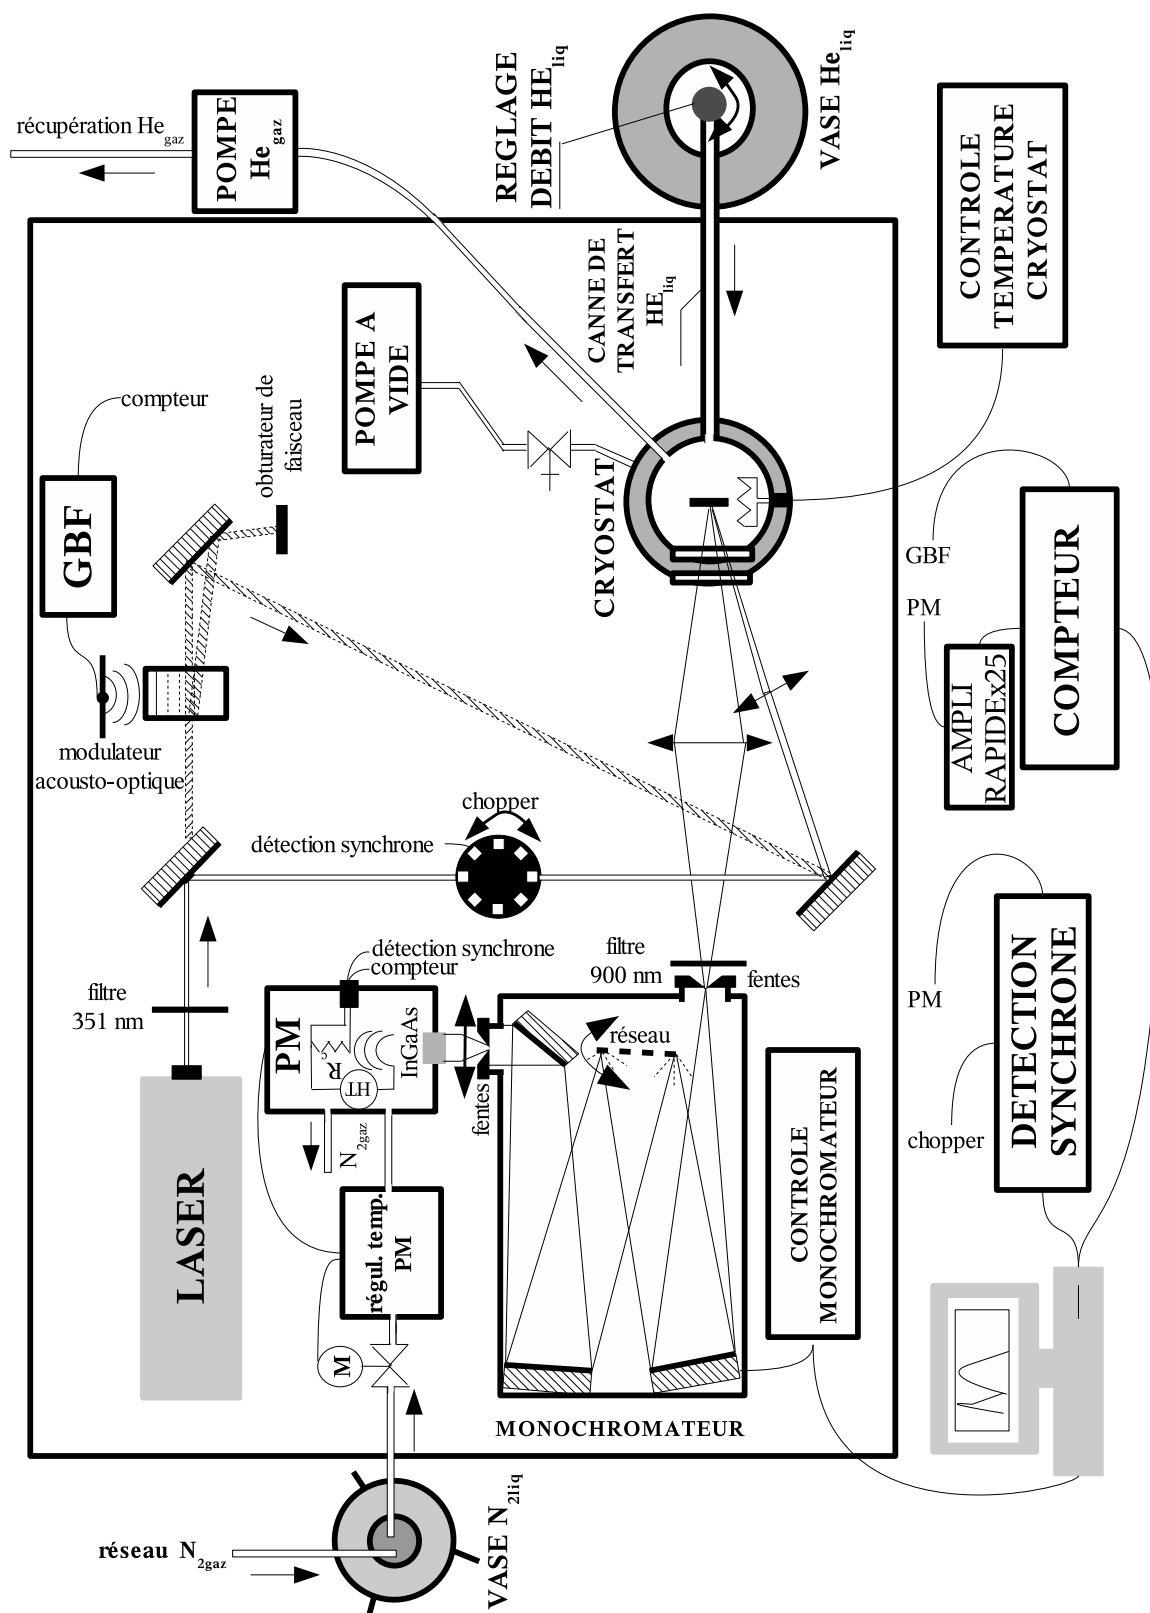 récupération He gaz
POMPE
He gaz
REGLAGE
DEBIT HE liq
VASE He liq
CONTROLE
TEMPERATURE
CRYOSTAT
CANNE DE
TRANSFERT
HE liq
POMPE A
VIDE
compteur
obturateur de
faisceau
GBF
CRYOSTAT
GBF
PM
COMPTEUR
AMPLI
RAPIDEx25
modulateur
acousto-optique
chopper
détection synchrone
filtre
900 nm
fentes
détection synchrone
compteur
filtre
351 nm
PM
R c
HT
InGaAs
fentes
réseau
N 2gaz
PM
DETECTION
SYNCHRONE
chopper
LASER
régul. temp.
PM
M
CONTROLE
MONOCHROMATEUR
MONOCHROMATEUR
VASE N 2liq
réseau N 2gaz